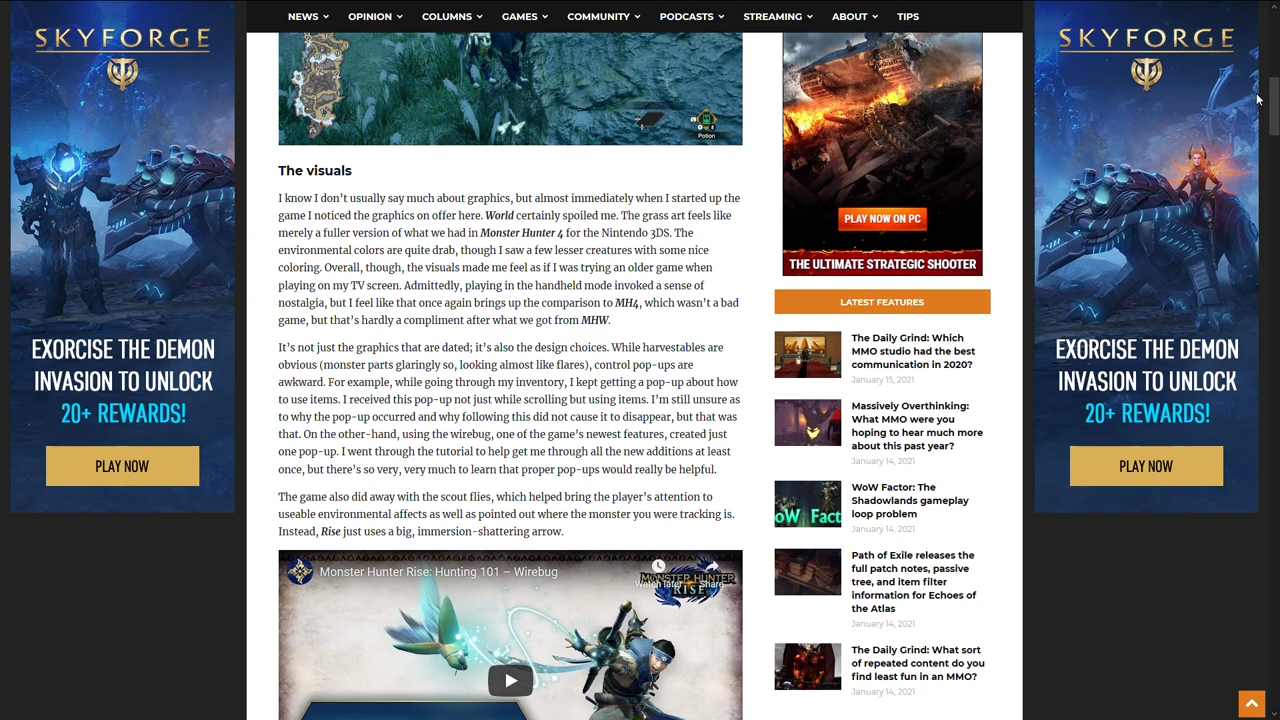 SKYFORGE
EXORCISE THE DEMON
INVASION TO UNLOCK
20+ REWARDS!
PLAY NOW
NEWS
OPINION
COLUMNS
GAMES
COMMUNITY
PODCASTS
STREAMING
ABOUT
TIPS
Potion
The visuals
I know I don’t usually say much about graphics, but almost immediately when I started up the
game I noticed the graphics on offer here. World certainly spoiled me. The grass art feels like
merely a fuller version of what we had in Monster Hunter 4 for the Nintendo 3DS. The
environmental colors are quite drab, though I saw a few lesser creatures with some nice
coloring. Overall, though, the visuals made me feel as if I was trying an older game when
playing on my TV screen. Admittedly, playing in the handheld mode invoked a sense of
nostalgia, but I feel like that once again brings up the comparison to MH4, which wasn’t a bad
game, but that’s hardly a compliment after what we got from MHW.
It’s not just the graphics that are dated; it’s also the design choices. While harvestables are
obvious (monster parts glaringly so, looking almost like flares), control pop-ups are
awkward. For example, while going through my inventory, I kept getting a pop-up about how
to use items. I received this pop-up not just while scrolling but using items. I’m still unsure as
to why the pop-up occurred and why following this did not cause it to disappear, but that was
that. On the other-hand, using the wirebug, one of the game’s newest features, created just
one pop-up. I went through the tutorial to help get me through all the new additions at least
once, but there’s so very, very much to learn that proper pop-ups would really be helpful.
The game also did away with the scout flies, which helped bring the player’s attention to
useable environmental affects as well as pointed out where the monster you were tracking is.
Instead, Rise just uses a big, immersion-shattering arrow.
Monster Hunter Rise: Hunting 101 – Wirebug
Watch later
Share
MONSTER HUNTER
RISE
PLAY NOW ON PC
THE ULTIMATE STRATEGIC SHOOTER
LATEST FEATURES
The Daily Grind: Which
MMO studio had the best
communication in 2020?
January 15, 2021
Massively Overthinking:
What MMO were you
hoping to hear much more
about this past year?
January 14, 2021
WoW Factor: The
Shadowlands gameplay
loop problem
January 14, 2021
oW Fact
Path of Exile releases the
full patch notes, passive
tree, and item filter
information for Echoes of
the Atlas
January 14, 2021
The Daily Grind: What sort
of repeated content do you
find least fun in an MMO?
January 14, 2021
SKYFORGE
EXORCISE THE DEMON
INVASION TO UNLOCK
20+ REWARDS!
PLAY NOW